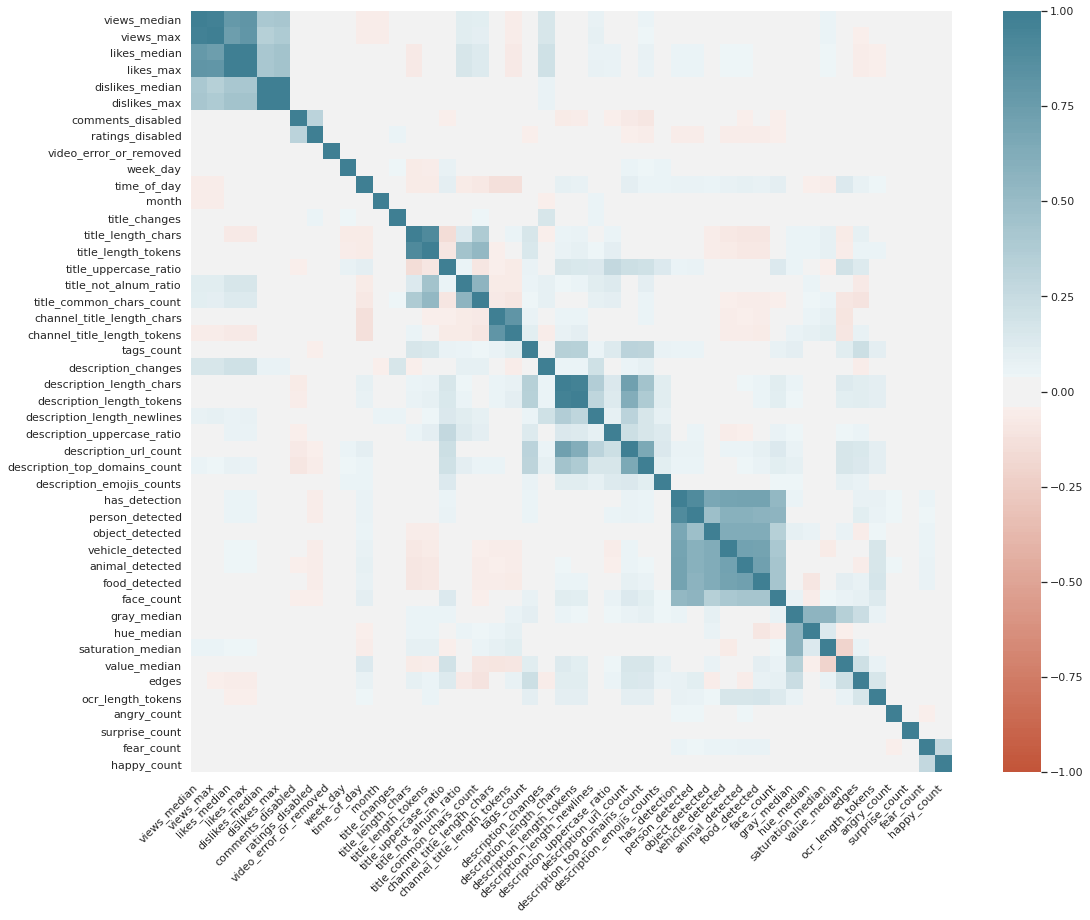 views_median
views_max
likes_median
likes_max
dislikes_median
dislikes_max
comments_disabled
ratings_disabled
video_error_or_removed
week_day
time_of_day
month
title_changes
title_length_chars
title_length_tokens
title_uppercase_ratio
title_not_alnum_ratio
title_common_chars_count
channel_title_length_chars
channel_title_length_tokens
tags_count
description_changes
description_length_chars
description_length_tokens
description_length_newlines
description_uppercase_ratio
description_url_count
description_top_domains_count
description_emojis_counts
has_detection
person_detected
object_detected
vehicle_detected
animal_detected
food_detected
face_count
gray_median
hue_median
saturation_median
value_median
edges
ocr_length_tokens
angry_count
surprise_count
fear_count
happy_count
views_median
views_max
likes_median
likes_max
dislikes_median
dislikes_max
comments_disabled
ratings_disabled
video_error_or_removed
week_day
time_of_day
month
title_changes
title_length_chars
title_length_tokens
title_uppercase_ratio
title_not_alnum_ratio
title_common_chars_count
channel_title_length_chars
channel_title_length_tokens
tags_count
description_changes
description_length_chars
description_length_tokens
description_length_newlines
description_uppercase_ratio
description_url_count
description_top_domains_count
description_emojis_counts
has_detection
person_detected
object_detected
vehicle_detected
animal_detected
food_detected
face_count
gray_median
hue_median
saturation_median
value_median
edges
ocr_length_tokens
angry_count
surprise_count
fear_count
happy_count
1.00
0.75
0.50
0.25
0.00
−0.25
−0.50
−0.75
−1.00